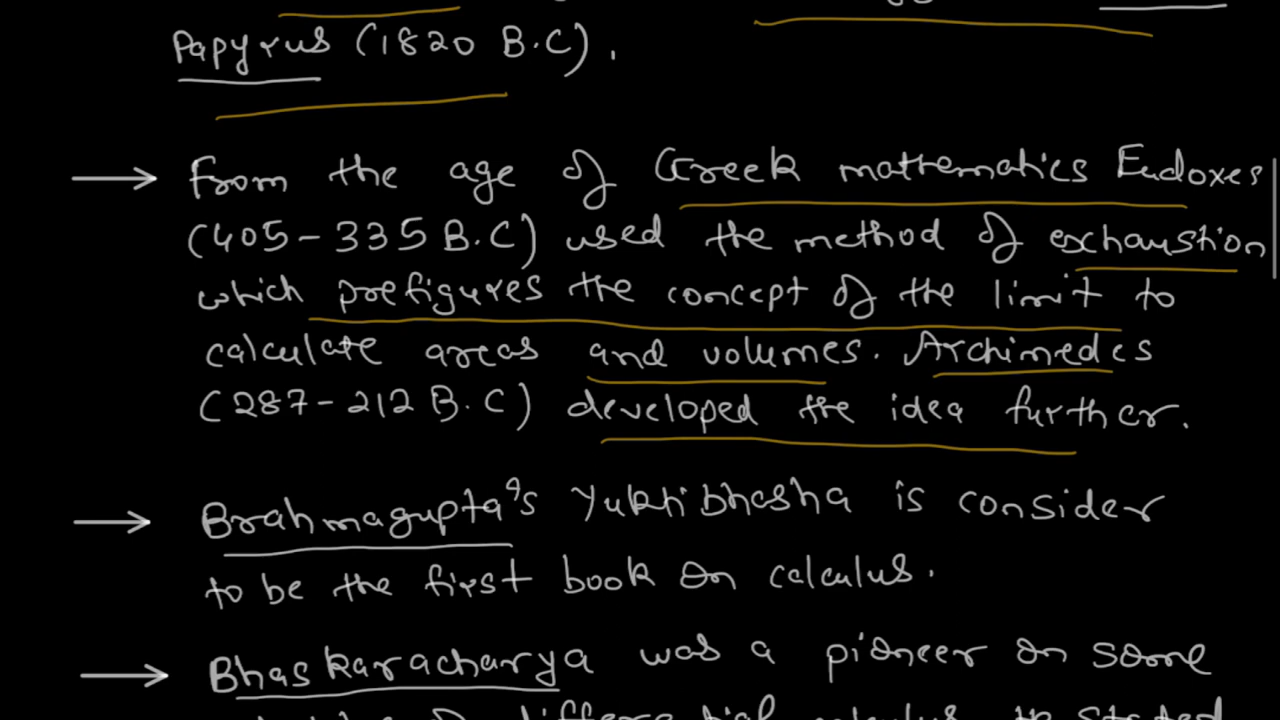 Papyrus (1820 B.C).
→ From the age of Greek mathematics Eudoxes
(405-335 B.C) used the method of exhaustion
which prefigures the concept of the limit to
calculate areas and volumes. Archimedes
(287-212 B.C) developed the idea further.
→ Brahmagupta's Yuktibhasha is consider
to be the first book on calculus.
→ Bhaskaracharya was a pioneer on some